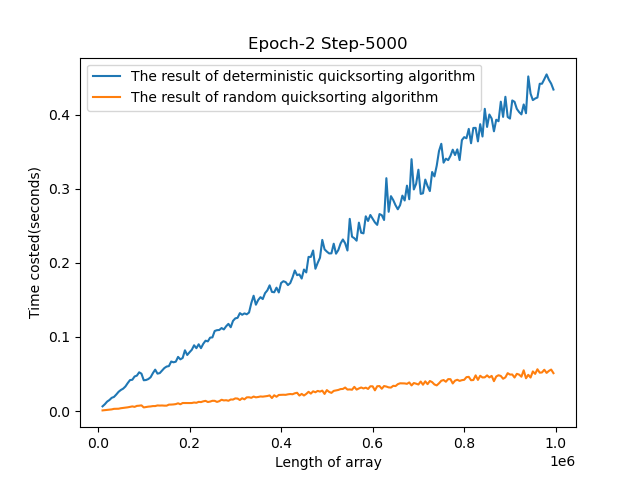 Epoch-2 Step-5000
The result of deterministic quicksorting algorithm
The result of random quicksorting algorithm
Time costed(seconds)
0.4
0.3
0.2
0.1
0.0
0.0 0.2 0.4 0.6 0.8 1.0
1e6
Length of array